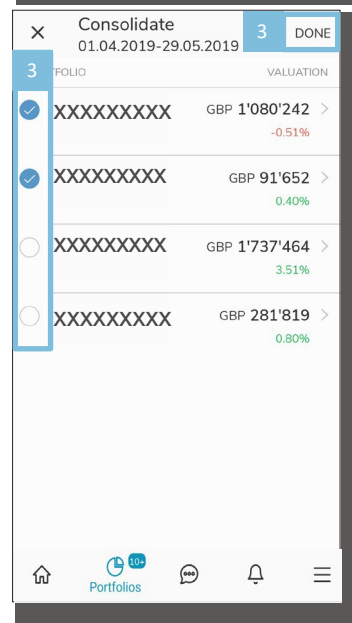 Consolidate
01.04.2019-29.05.2019
3
DONE
3
FOLIO
VALUATION
XXXXXXXXX
GBP 1'080'242
-0.51%
XXXXXXXXX
GBP 91'652
0.40%
XXXXXXXXX
GBP 1'737'464
3.51%
XXXXXXXXX
GBP 281'819
0.80%
10+
Portfolios